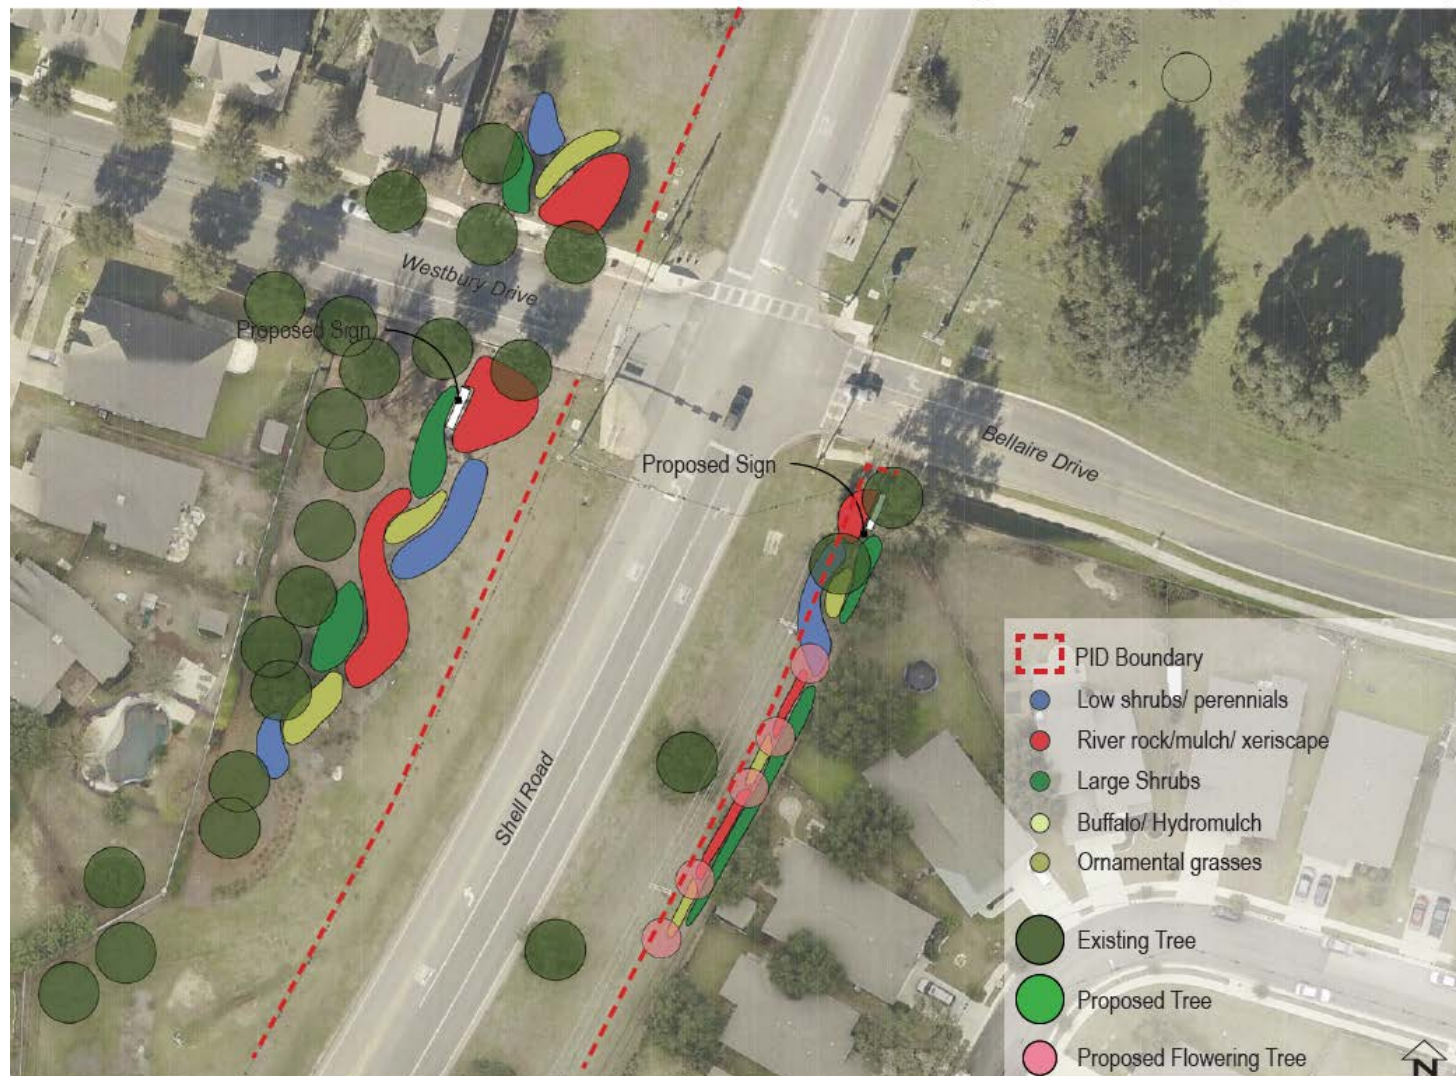 Westbury Drive
Proposed Sign
Bellaire Drive
Proposed Sign
Shell Road
PID Boundary
Low shrubs/ perennials
River rock/mulch/ xeriscape
Large Shrubs
Buffalo/ Hydromulch
Ornamental grasses
Existing Tree
Proposed Tree
Proposed Flowering Tree
N